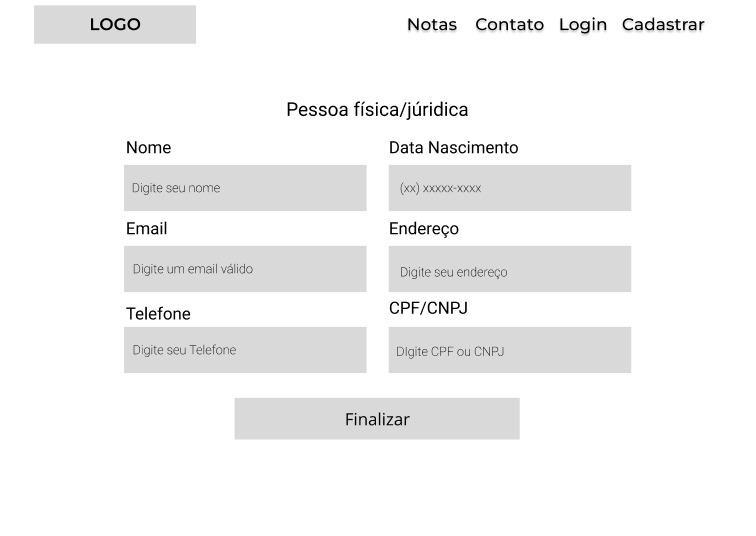 LOGO
Notas Contato Login Cadastrar
Pessoa física/júridica
Nome
Data Nascimento
Digite seu nome
(xx) xxxxx-xxxx
Email
Endereço
Digite um email válido
Digite seu endereço
Telefone
CPF/CNPJ
Digite seu Telefone
DIgite CPF ou CNPJ
Finalizar